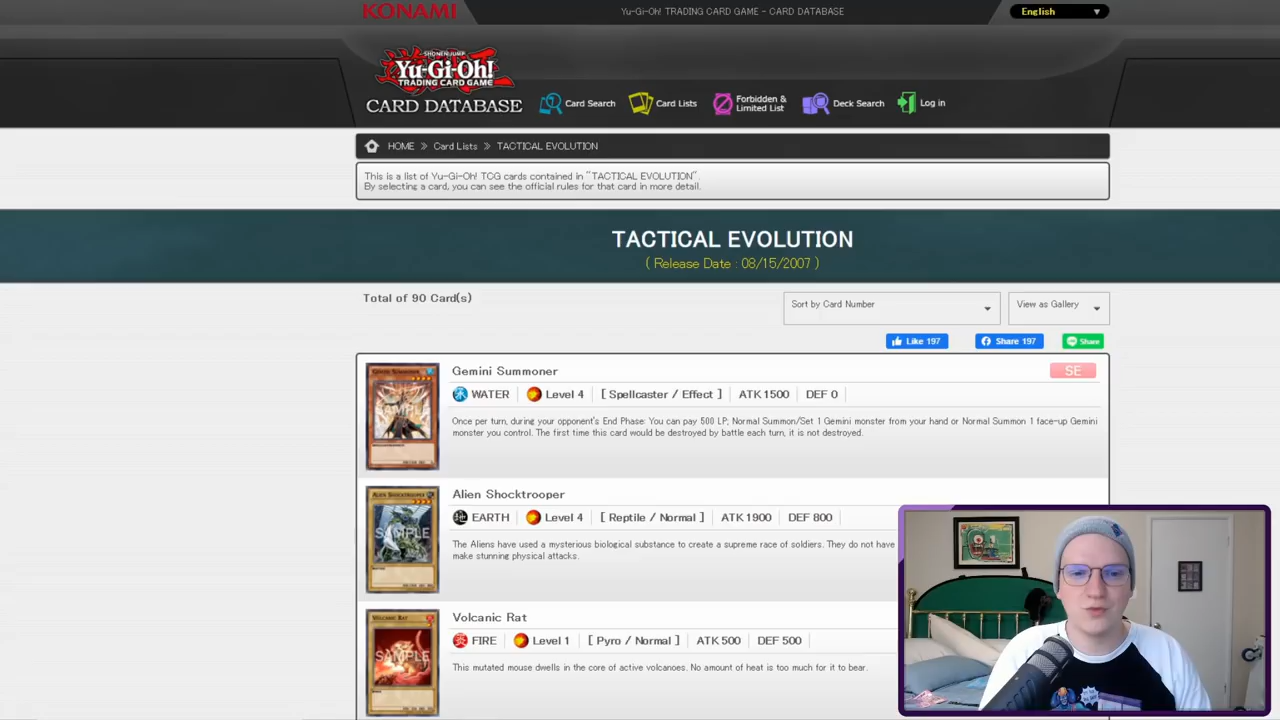 KONAMI
Yu-Gi-Oh! TRADING CARD GAME - CARD DATABASE
English
SHONEN JUMP
Yu-Gi-Oh!
TRADING CARD GAME
CARD DATABASE
Card Search
Card Lists
Forbidden &
Limited List
Deck Search
Log in
HOME » Card Lists » TACTICAL EVOLUTION
This is a list of Yu-Gi-Oh! TCG cards contained in "TACTICAL EVOLUTION".
By selecting a card, you can see the official rules for that card in more detail.
TACTICAL EVOLUTION
( Release Date : 08/15/2007 )
Total of 90 Card(s)
Sort by Card Number
View as Gallery
Like 197
Share 197
Share
Gemini Summoner
SE
WATER Level 4 [ Spellcaster / Effect ] ATK 1500 DEF 0
Once per turn, during your opponent's End Phase: You can pay 500 LP; Normal Summon/Set 1 Gemini monster from your hand or Normal Summon 1 face-up Gemini
monster you control. The first time this card would be destroyed by battle each turn, it is not destroyed.
GEMINI SUMMONER
SAMPLE
Alien Shocktrooper
EARTH Level 4 [ Reptile / Normal ] ATK 1900 DEF 800
The Aliens have used a mysterious biological substance to create a supreme race of soldiers. They do not have
make stunning physical attacks.
ALIEN SHOCKTROOPER
SAMPLE
Volcanic Rat
FIRE Level 1 [ Pyro / Normal ] ATK 500 DEF 500
This mutated mouse dwells in the core of active volcanoes. No amount of heat is too much for it to bear.
VOLCANIC RAT
SAMPLE